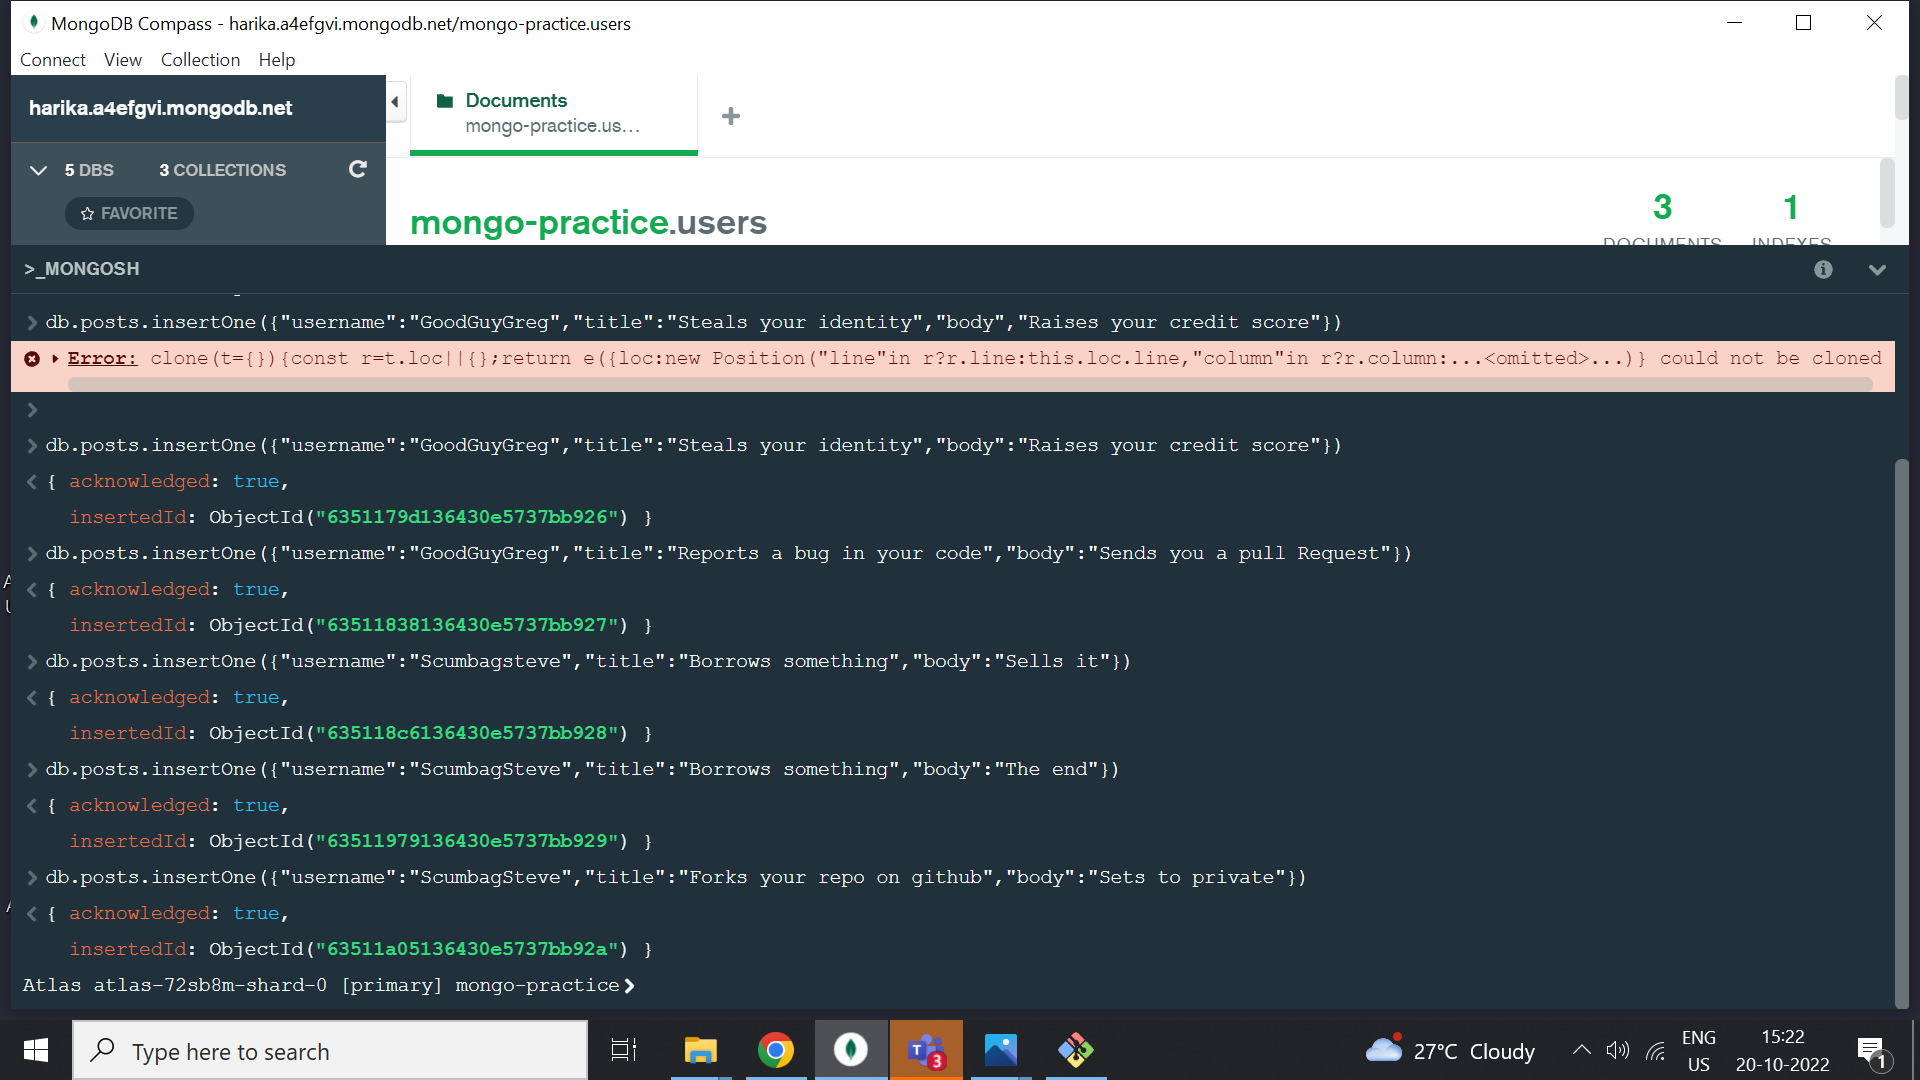 MongoDB Compass - harika.a4efgvi.mongodb.net/mongo-practice.users
Connect View Collection Help
harika.a4efgvi.mongodb.net
Documents
mongo-practice.us...
5 DBS 3 COLLECTIONS
FAVORITE
mongo-practice.users
3
DOCUMENTS
1
INDEXES
>_MONGOSH
db.posts.insertOne({"username":"GoodGuyGreg","title":"Steals your identity","body","Raises your credit score"})
Error: clone(t={}){const r=t.loc||{};return e({loc:new Position("line"in r?r.line:this.loc.line,"column"in r?r.column:...<omitted>...)} could not be cloned
db.posts.insertOne({"username":"GoodGuyGreg","title":"Steals your identity","body":"Raises your credit score"})
{ acknowledged: true,
insertedId: ObjectId("6351179d136430e5737bb926") }
db.posts.insertOne({"username":"GoodGuyGreg","title":"Reports a bug in your code","body":"Sends you a pull Request"})
{ acknowledged: true,
insertedId: ObjectId("63511838136430e5737bb927") }
db.posts.insertOne({"username":"Scumbagsteve","title":"Borrows something","body":"Sells it"})
{ acknowledged: true,
insertedId: ObjectId("635118c6136430e5737bb928") }
db.posts.insertOne({"username":"ScumbagSteve","title":"Borrows something","body":"The end"})
{ acknowledged: true,
insertedId: ObjectId("63511979136430e5737bb929") }
db.posts.insertOne({"username":"ScumbagSteve","title":"Forks your repo on github","body":"Sets to private"})
{ acknowledged: true,
insertedId: ObjectId("63511a05136430e5737bb92a") }
Atlas atlas-72sb8m-shard-0 [primary] mongo-practice>
Type here to search
T
3
27°C Cloudy
ENG
US
15:22
20-10-2022
1